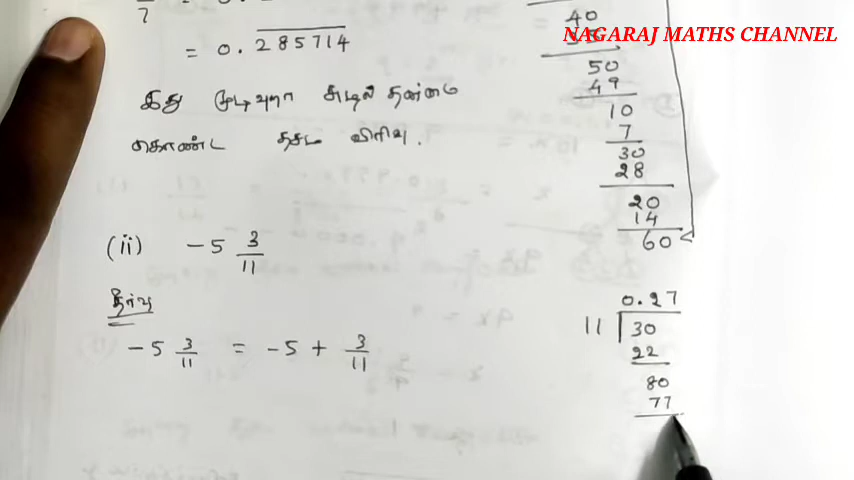 7
= 0. 285714
இது முடிவுறா சுழல் தன்மை
கொண்ட தசம விரிவு.
(ii) -5 3/11
தீர்வு
-5 3/11 = -5 + 3/11
40
50
49
10
7
30
28
20
14
60
0.27
11 30
22
80
77
NAGARAJ MATHS CHANNEL